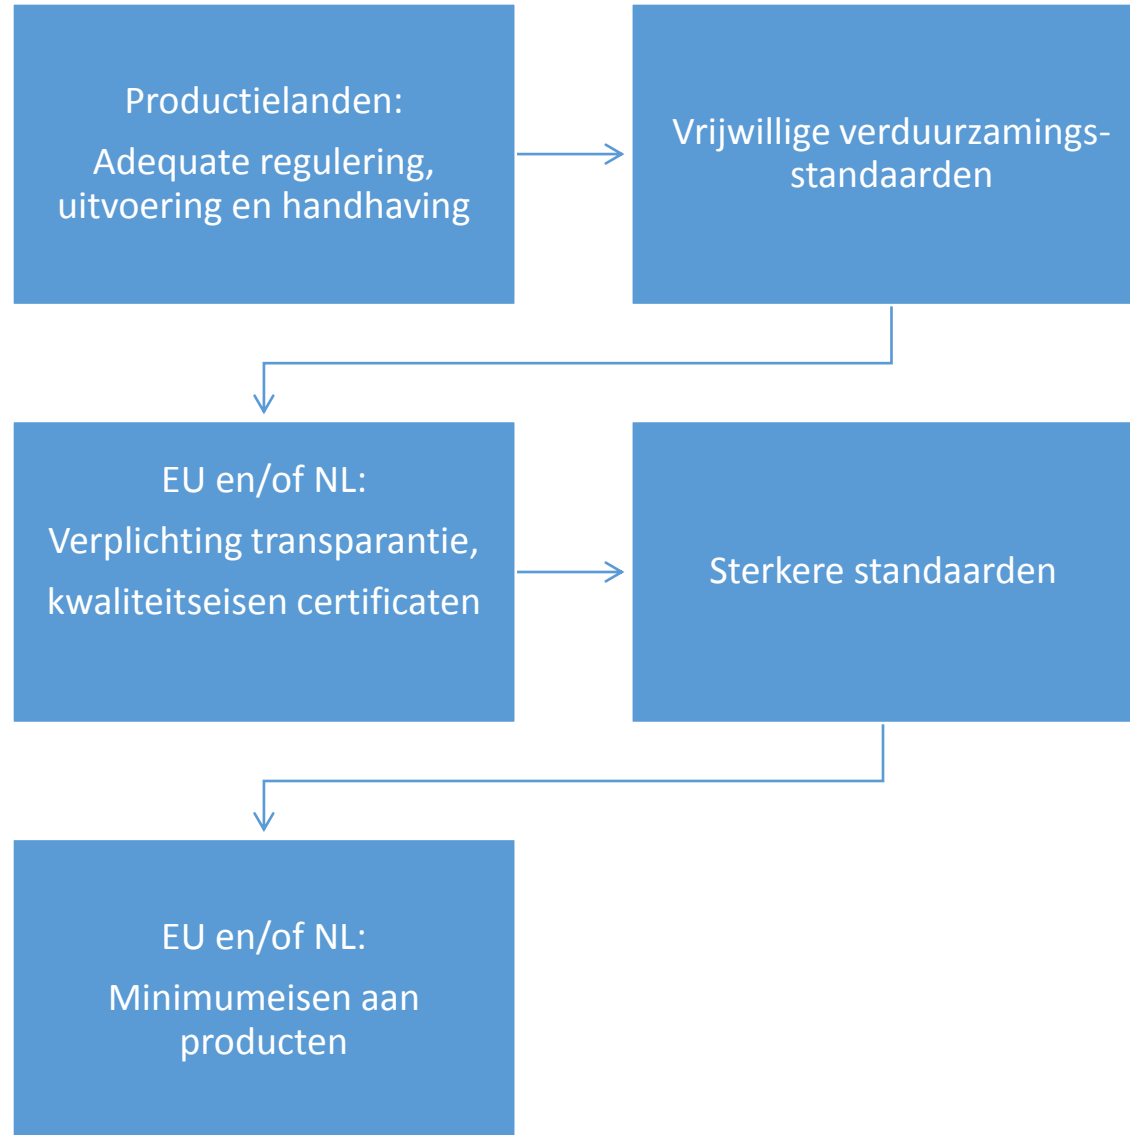 Productielanden:
Adequate regulering,
uitvoering en handhaving
Vrijwillige verduurzamings-
standaarden
EU en/of NL:
Verplichting transparantie,
kwaliteitseisen certificaten
Sterkere standaarden
EU en/of NL:
Minimumeisen aan
producten